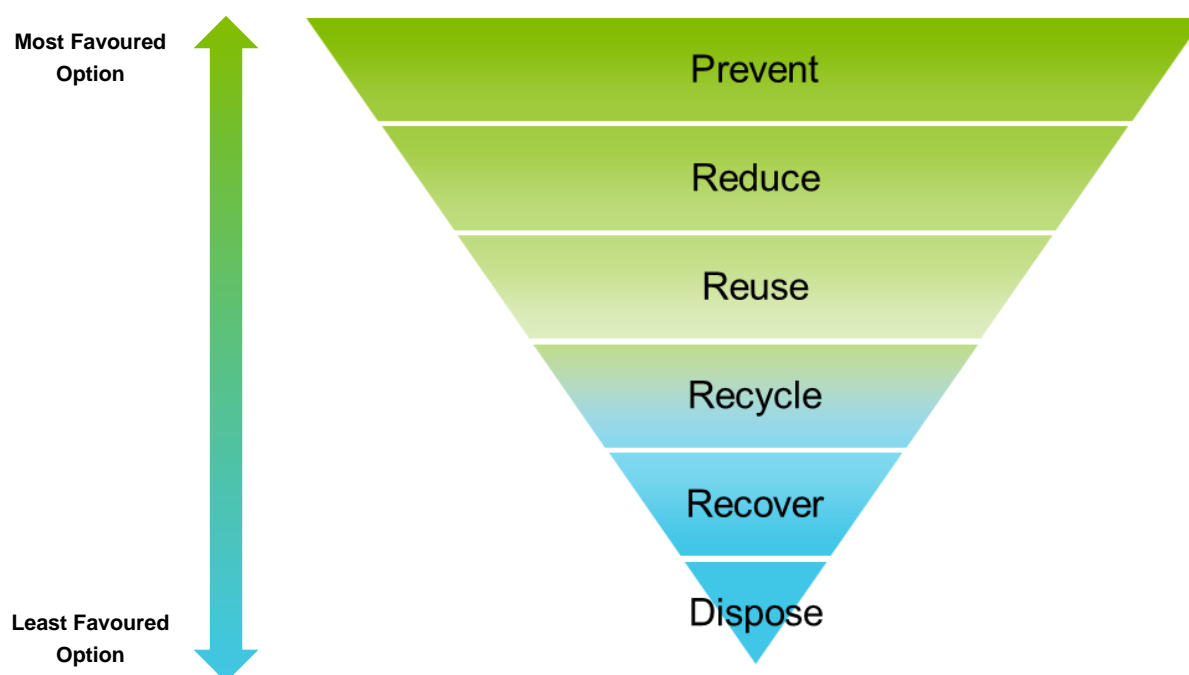 Most Favoured
Option
Prevent
Reduce
Reuse
Recycle
Recover
Dispose
Least Favoured
Option